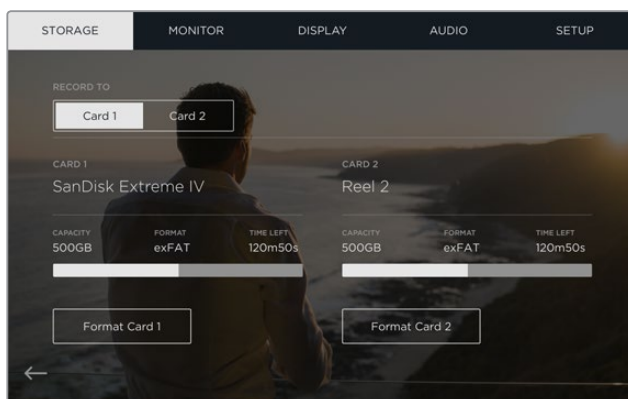 STORAGE MONITOR DISPLAY AUDIO SETUP
RECORD TO
Card 1 Card 2
CARD 1 CARD 2
SanDisk Extreme IV Reel 2
CAPACITY FORMAT TIME LEFT CAPACITY FORMAT TIME LEFT
500GB exFAT 120m50s 500GB exFAT 120m50s
Format Card 1 Format Card 2